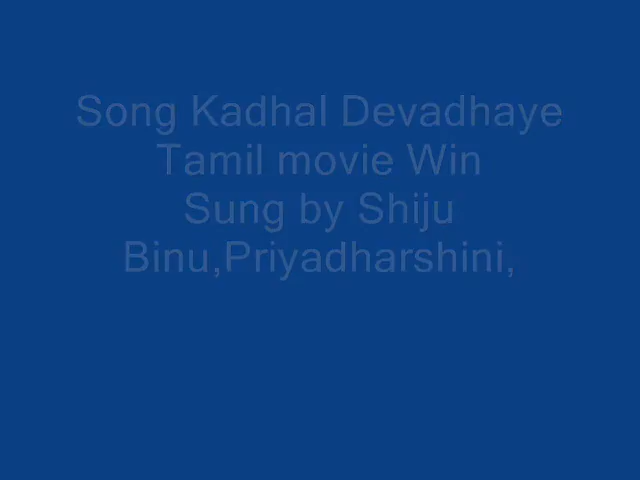 Song Kadhal Devadhaye
Tamil movie Win
Sung by Shiju
Binu,Priyadharshini,